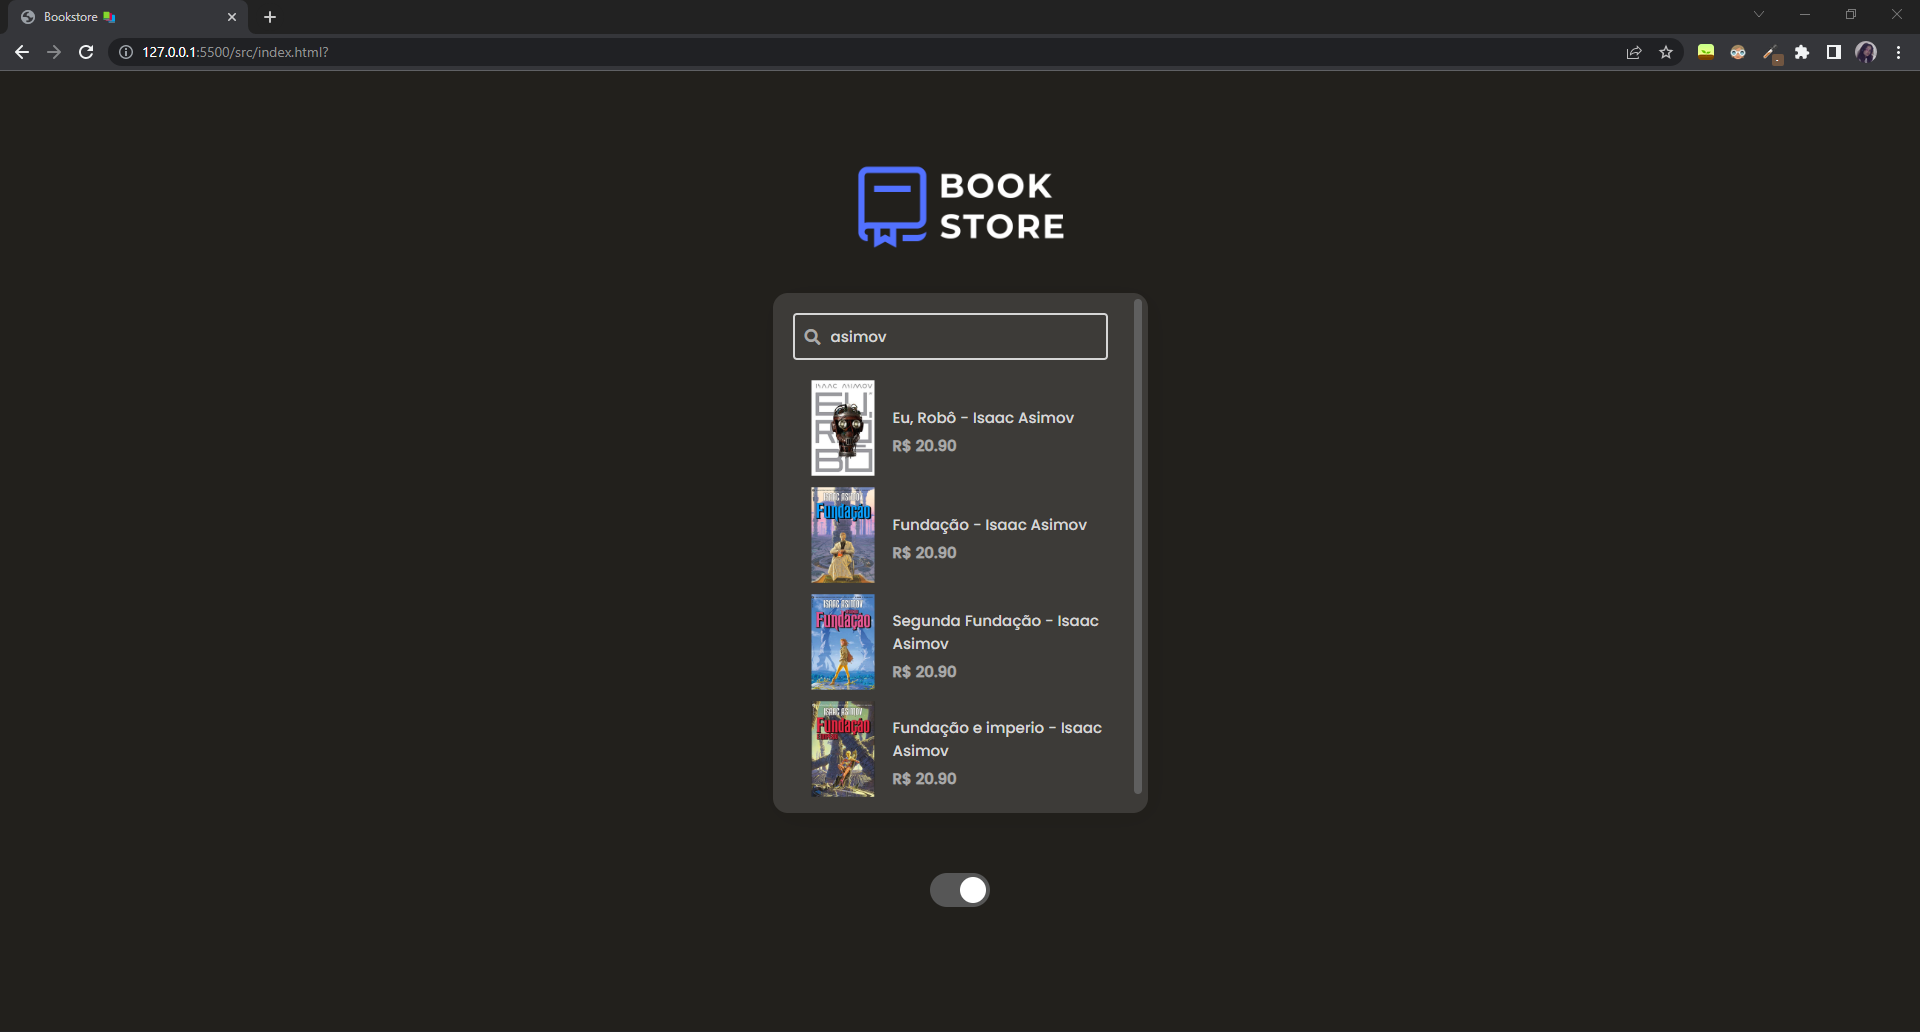 Bookstore
127.0.0.1:5500/src/index.html?
BOOK
STORE
asimov
ISAAC ASIMOV
EU,
RO
BÔ
Eu, Robô - Isaac Asimov
R$ 20.90
ISAAC ASIMOV
Fundação
Fundação - Isaac Asimov
R$ 20.90
ISAAC ASIMOV
Fundação
Segunda Fundação - Isaac
Asimov
R$ 20.90
ISAAC ASIMOV
Fundação
Fundação e imperio - Isaac
Asimov
R$ 20.90